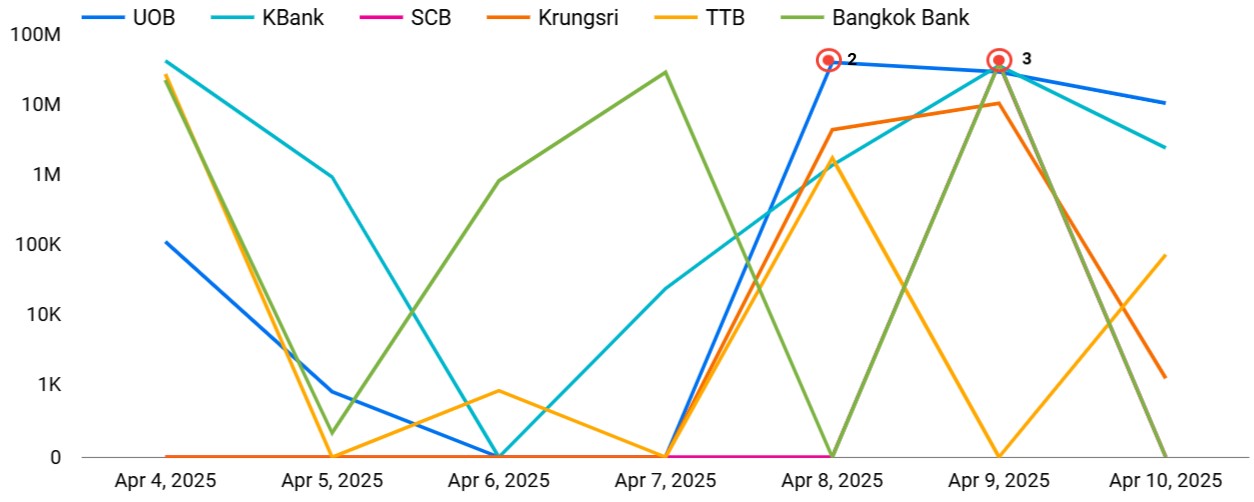 UOB KBank SCB Krungsri TTB Bangkok Bank
100M
10M
1M
100K
10K
1K
0
2
3
Apr 4, 2025 Apr 5, 2025 Apr 6, 2025 Apr 7, 2025 Apr 8, 2025 Apr 9, 2025 Apr 10, 2025